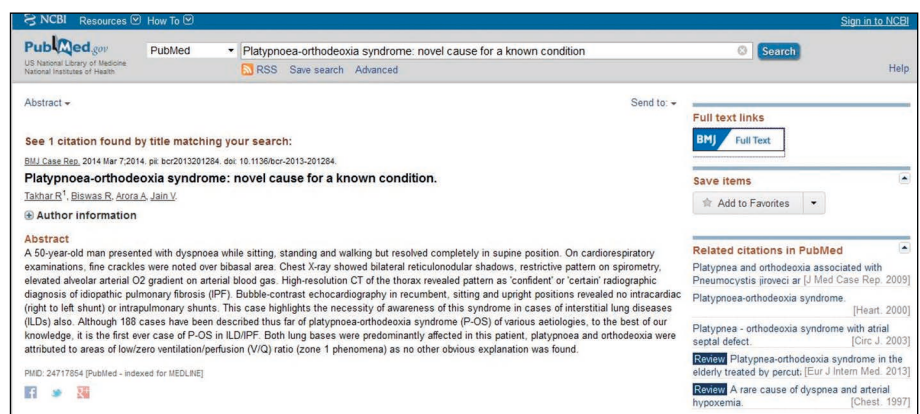 NCBI Resources How To Sign in to NCBI
PubMed.gov
US National Library of Medicine
National Institutes of Health
PubMed Platypnoea-orthodeoxia syndrome: novel cause for a known condition Search
RSS Save search Advanced Help
Abstract Send to:
See 1 citation found by title matching your search:
BMJ Case Rep. 2014 Mar 7;2014. pii: bcr2013201284. doi: 10.1136/bcr-2013-201284.
Platypnoea-orthodeoxia syndrome: novel cause for a known condition.
Takhar R1, Biswas R, Arora A, Jain V.
Author information
Abstract
A 50-year-old man presented with dyspnoea while sitting, standing and walking but resolved completely in supine position. On cardiorespiratory
examinations, fine crackles were noted over bibasal area. Chest X-ray showed bilateral reticulonodular shadows, restrictive pattern on spirometry,
elevated alveolar arterial O2 gradient on arterial blood gas. High-resolution CT of the thorax revealed pattern as 'confident' or 'certain' radiographic
diagnosis of idiopathic pulmonary fibrosis (IPF). Bubble-contrast echocardiography in recumbent, sitting and upright positions revealed no intracardiac
(right to left shunt) or intrapulmonary shunts. This case highlights the necessity of awareness of this syndrome in cases of interstitial lung diseases
(ILDs) also. Although 188 cases have been described thus far of platypnoea-orthodeoxia syndrome (P-OS) of various aetiologies, to the best of our
knowledge, it is the first ever case of P-OS in ILD/IPF. Both lung bases were predominantly affected in this patient, platypnoea and orthodeoxia were
attributed to areas of low/zero ventilation/perfusion (V/Q) ratio (zone 1 phenomena) as no other obvious explanation was found.
PMID: 24717854 [PubMed - indexed for MEDLINE]
Full text links
BMJ Full Text
Save items
Add to Favorites
Related citations in PubMed
Platypnea and orthodeoxia associated with
Pneumocystis jiroveci ar [J Med Case Rep. 2009]
Platypnoea-orthodeoxia syndrome.
[Heart. 2000]
Platypnea - orthodeoxia syndrome with atrial
septal defect. [Circ J. 2003]
Review Platypnea-orthodeoxia syndrome in the
elderly treated by percut: [Eur J Intern Med. 2013]
Review A rare cause of dyspnea and arterial
hypoxemia. [Chest. 1997]